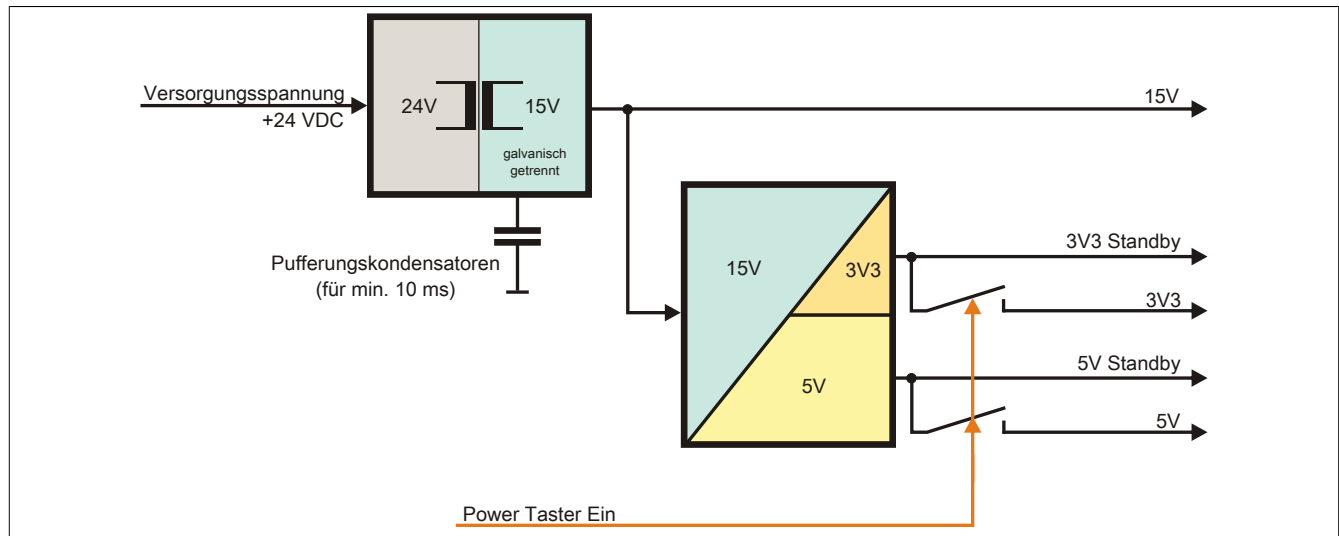 Versorgungsspannung
+24 VDC
24V
15V
galvanisch
getrennt
15V
Pufferungskondensatoren
(für min. 10 ms)
15V
3V3
5V
3V3 Standby
3V3
5V Standby
5V
Power Taster Ein